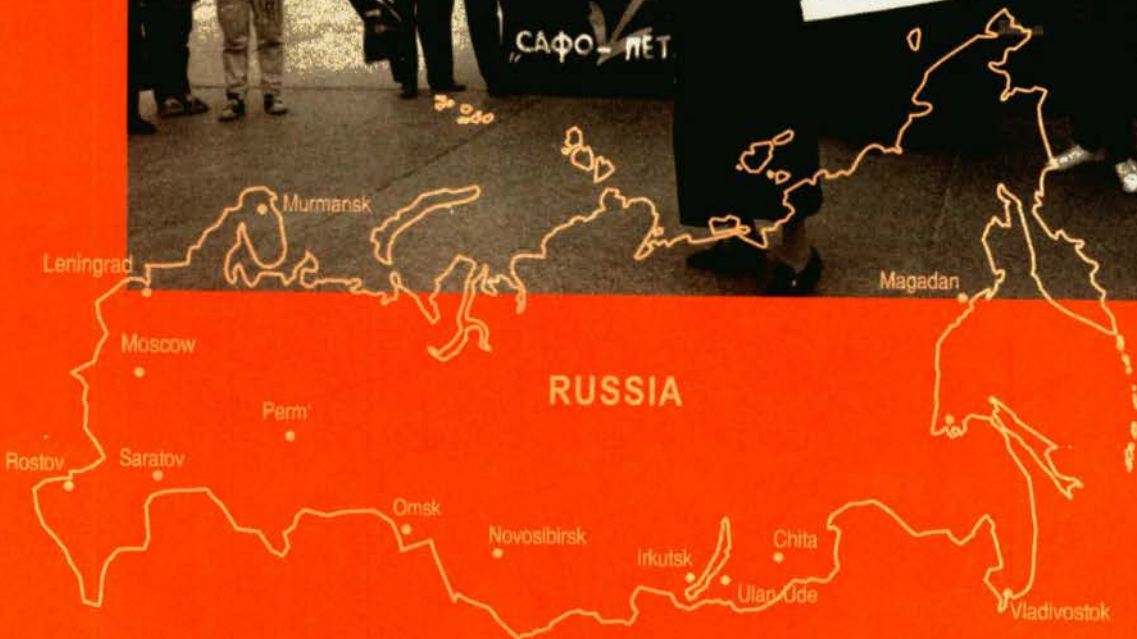 „САФО- ПЕТ
Murmansk
Leningrad
Magadan
Moscow
RUSSIA
Perm'
Rostov
Saratov
Omsk
Novosibirsk
Irkutsk
Chita
Ulan-Ude
Vladivostok